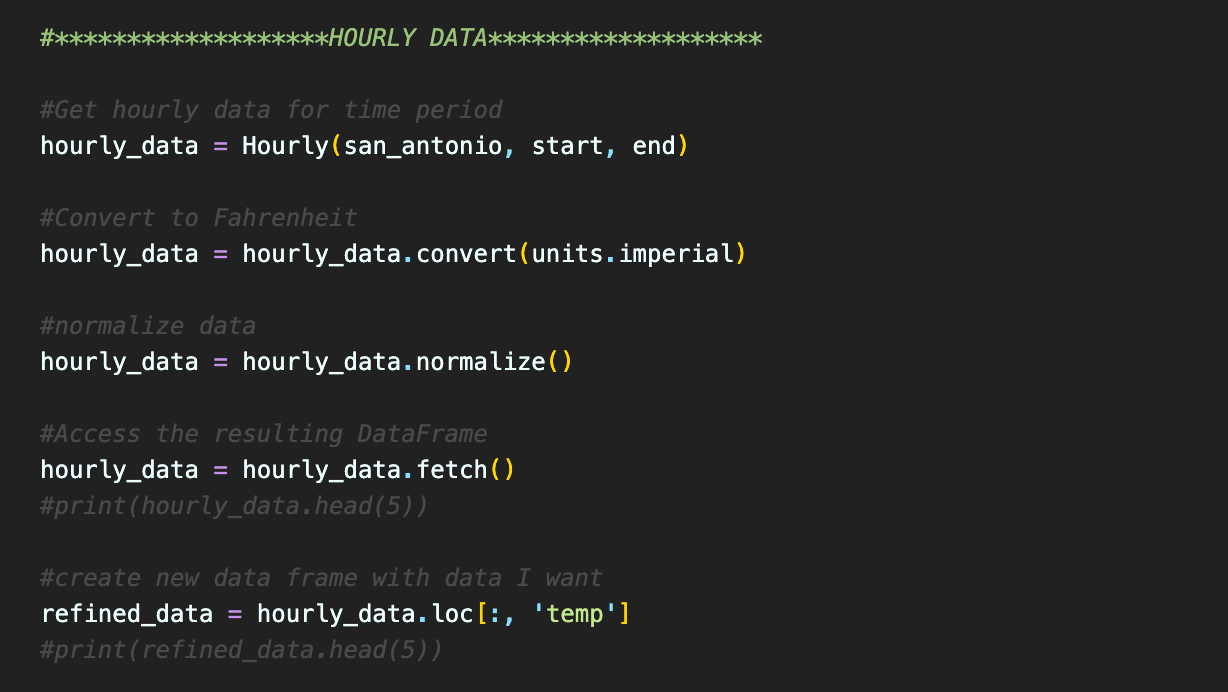 #*******************HOURLY DATA*******************
#Get hourly data for time period
hourly_data = Hourly(san_antonio, start, end)
#Convert to Fahrenheit
hourly_data = hourly_data.convert(units.imperial)
#normalize data
hourly_data = hourly_data.normalize()
#Access the resulting DataFrame
hourly_data = hourly_data.fetch()
#print(hourly_data.head(5))
#create new data frame with data I want
refined_data = hourly_data.loc[:, 'temp']
#print(refined_data.head(5))